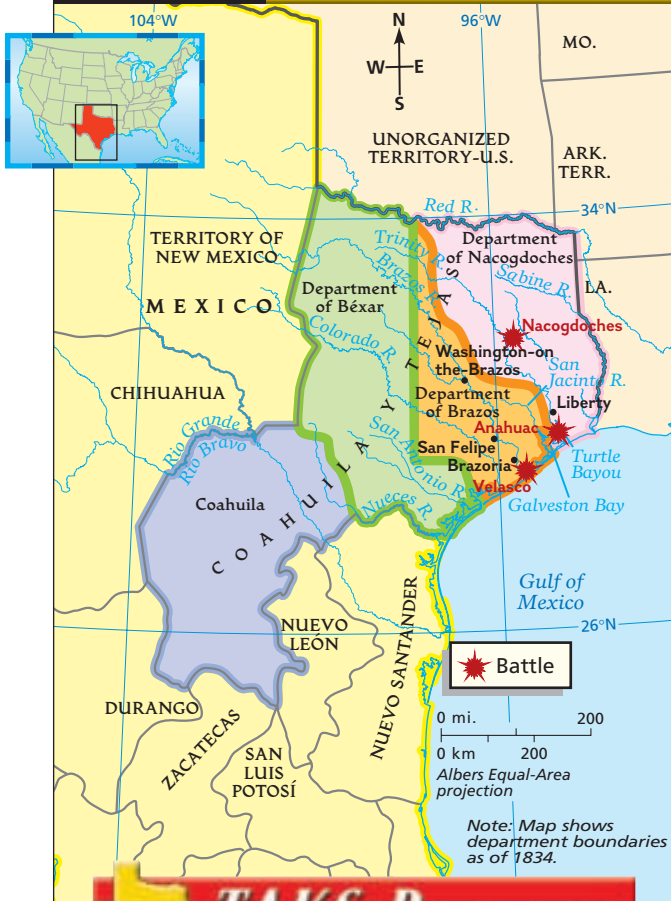 104°W
96°W
N
W E
S
MO.
UNORGANIZED
TERRITORY-U.S.
ARK.
TERR.
Red R.
34°N
TERRITORY OF
NEW MEXICO
MEXICO
Trinity R.
Brazos R.
Department
of Nacogdoches
Sabine R.
LA.
Department
of Béxar
Colorado R.
Nacogdoches
Washington-on
the-Brazos
San
Jacinto R.
CHIHUAHUA
Department
of Brazos
Liberty
Anahuac
San Felipe
Brazoria
Velasco
Turtle
Bayou
Galveston Bay
Rio Grande
Rio Bravo
San Antonio R.
Nueces R.
Coahuila
COAHUILA Y TEJAS
Gulf of
Mexico
26°N
NUEVO
LEÓN
NUEVO SANTANDER
Battle
DURANGO
ZACATECAS
SAN
LUIS
POTOSÍ
0 mi. 200
0 km 200
Albers Equal-Area
projection
Note: Map shows
department boundaries
as of 1834.